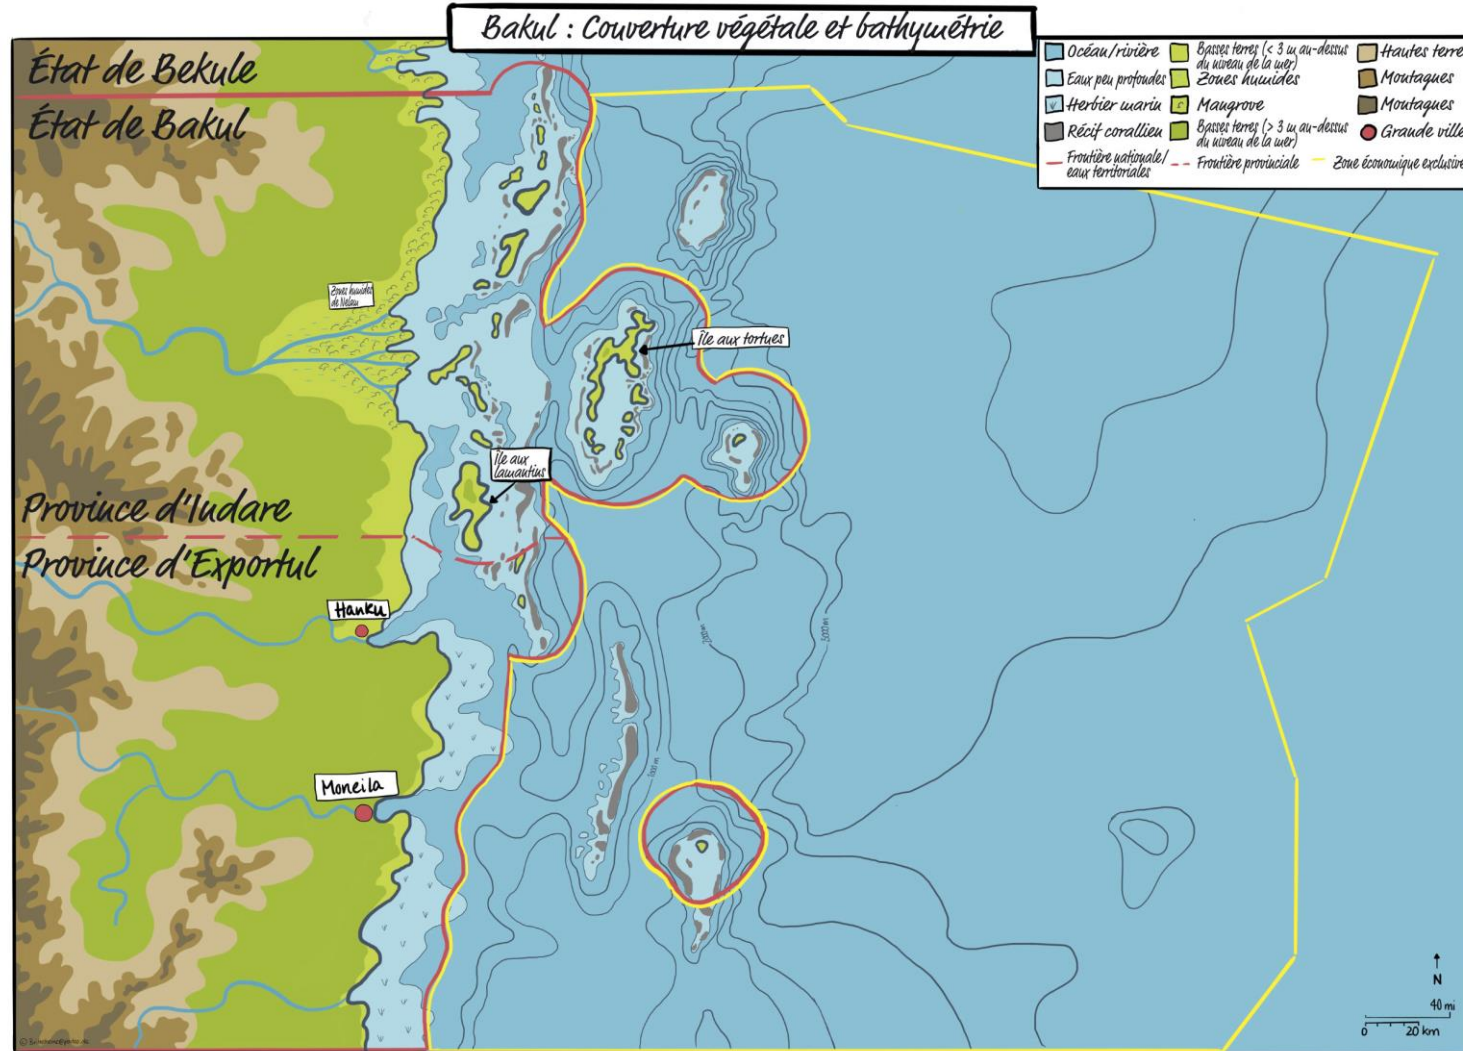 Bakul : Couverture végétale et bathymétrie
Océan/rivière
Eaux peu profondes
Herbier marin
Récif corallien
Frontière nationale/
eaux territoriales
Basses terres (< 3 m au-dessus
du niveau de la mer)
Zones humides
Mangrove
Basses terres (> 3 m au-dessus
du niveau de la mer)
Frontière provinciale
Hautes terre
Montagnes
Montagnes
Grande ville
Zone économique exclusive
État de Bekule
État de Bakul
Zones humides
de Nelau
Île aux tortues
Île aux
lamantins
Province d'Indare
Province d'Exportul
Hanku
Moneila
1000 m
2000 m
3000 m
N
40 mi
0 20 km